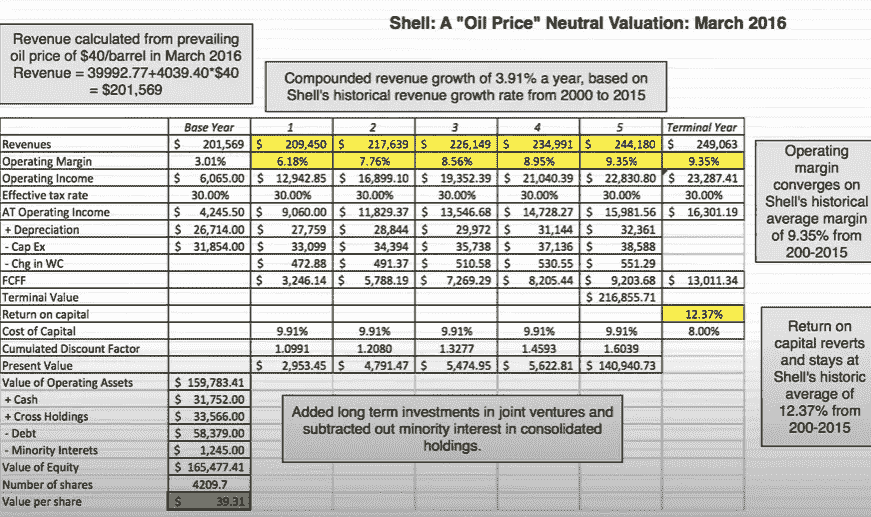 Shell: A "Oil Price" Neutral Valuation: March 2016
Revenue calculated from prevailing
oil price of $40/barrel in March 2016
Revenue = 39992.77+4039.40*$40
= $201,569
Compounded revenue growth of 3.91% a year, based on
Shell's historical revenue growth rate from 2000 to 2015
Base Year 1 2 3 4 5 Terminal Year
Revenues $ 201,569 $ 209,450 $ 217,639 $ 226,149 $ 234,991 $ 244,180 $ 249,063
Operating Margin 3.01% 6.18% 7.76% 8.56% 8.95% 9.35% 9.35%
Operating Income $ 6,065.00 $ 12,942.85 $ 16,899.10 $ 19,352.39 $ 21,040.39 $ 22,830.80 $ 23,287.41
Effective tax rate 30.00% 30.00% 30.00% 30.00% 30.00% 30.00% 30.00%
AT Operating Income $ 4,245.50 $ 9,060.00 $ 11,829.37 $ 13,546.68 $ 14,728.27 $ 15,981.56 $ 16,301.19
+ Depreciation $ 26,714.00 $ 27,759 $ 28,844 $ 29,972 $ 31,144 $ 32,361
- Cap Ex $ 31,854.00 $ 33,099 $ 34,394 $ 35,738 $ 37,136 $ 38,588
- Chg in WC $ 472.88 $ 491.37 $ 510.58 $ 530.55 $ 551.29
FCFF $ 3,246.14 $ 5,788.19 $ 7,269.29 $ 8,205.44 $ 9,203.68 $ 13,011.34
Terminal Value $ 216,855.71
Return on capital 12.37%
Cost of Capital 9.91% 9.91% 9.91% 9.91% 9.91% 8.00%
Cumulated Discount Factor 1.0991 1.2080 1.3277 1.4593 1.6039
Present Value $ 2,953.45 $ 4,791.47 $ 5,474.95 $ 5,622.81 $ 140,940.73
Value of Operating Assets $ 159,783.41
+ Cash $ 31,752.00
+ Cross Holdings $ 33,566.00
- Debt $ 58,379.00
- Minority Interets $ 1,245.00
Value of Equity $ 165,477.41
Number of shares 4209.7
Value per share $ 39.31
Added long term investments in joint ventures and
subtracted out minority interest in consolidated
holdings.
Operating
margin
converges on
Shell's historical
average margin
of 9.35% from
200-2015
Return on
capital reverts
and stays at
Shell's historic
average of
12.37% from
200-2015